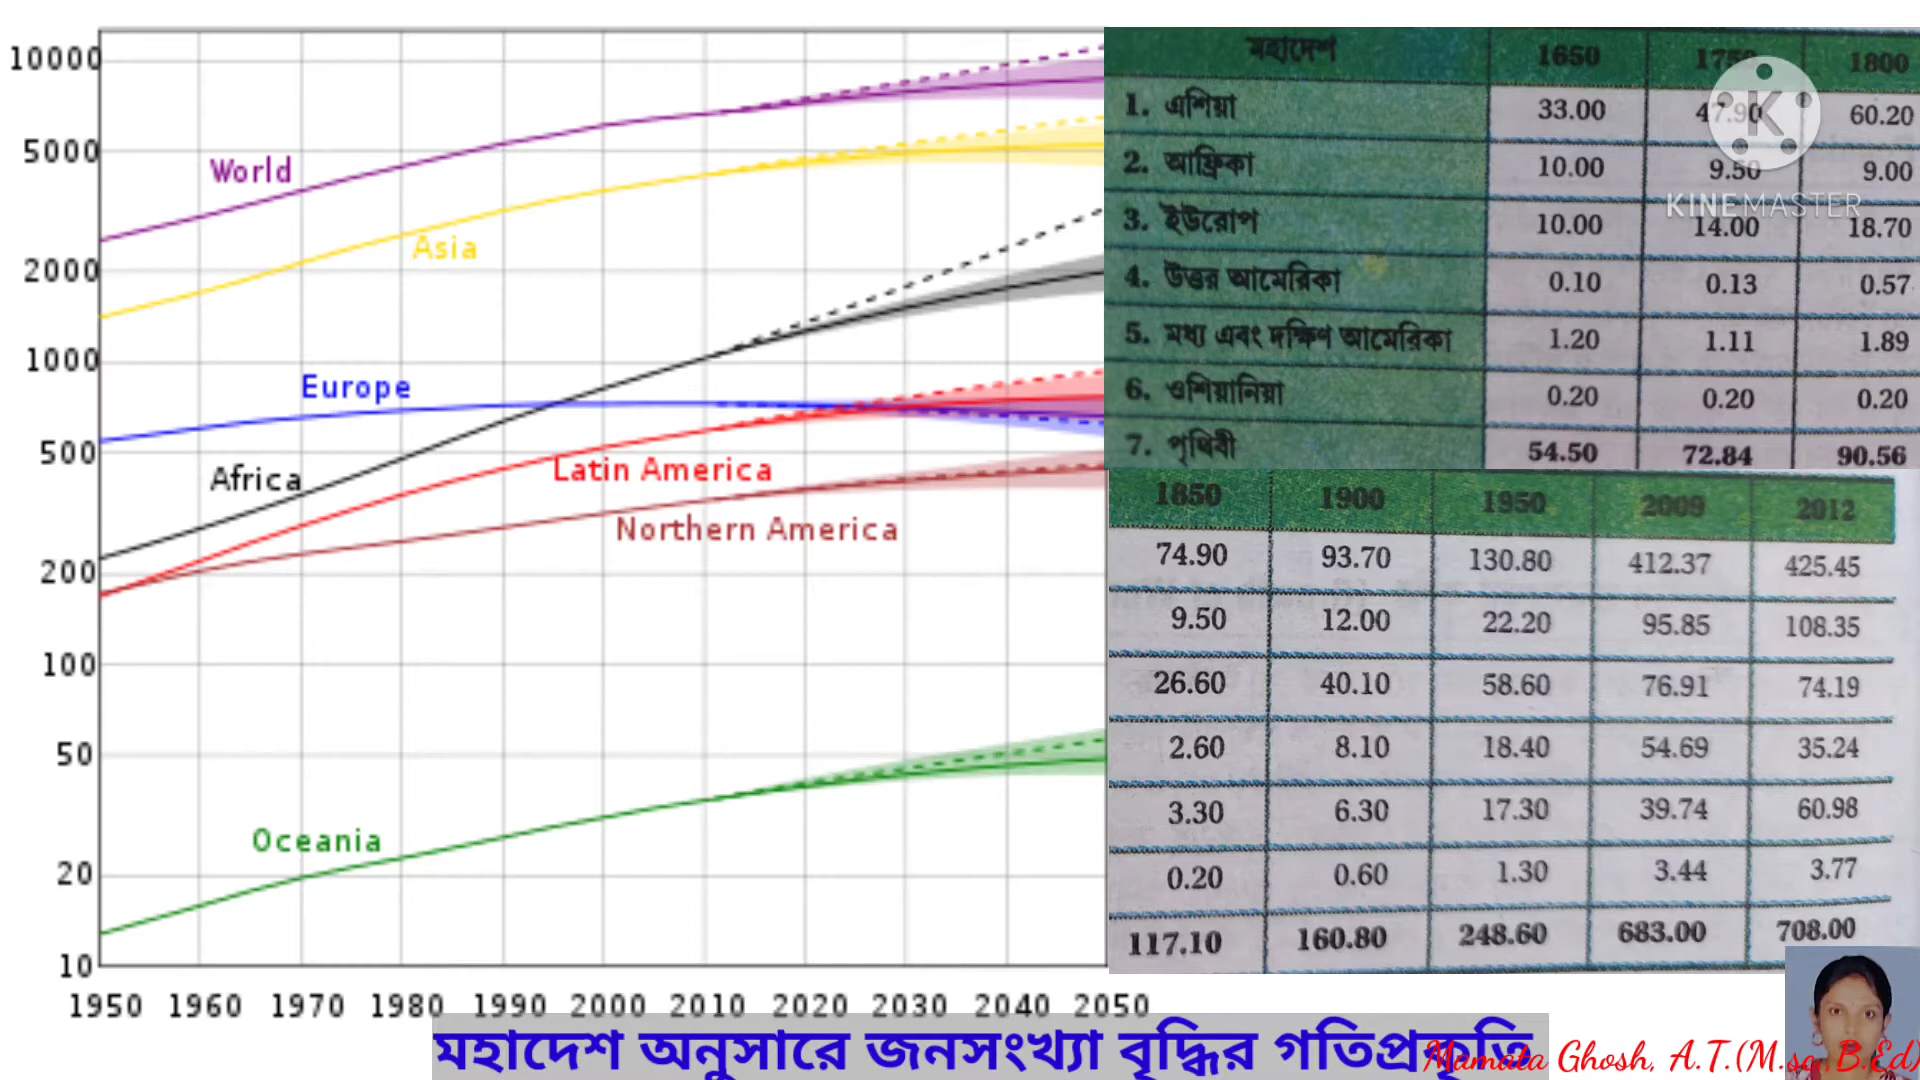 10000
5000
2000
1000
500
200
100
50
20
10
World
Asia
Europe
Africa
Latin America
Northern America
Oceania
1950 1960 1970 1980 1990 2000 2010 2020 2030 2040 2050
মহাদেশ 1650 1750 1800
1. এশিয়া 33.00 47.90 60.20
2. আফ্রিকা 10.00 9.50 9.00
3. ইউরোপ 10.00 14.00 18.70
4. উত্তর আমেরিকা 0.10 0.13 0.57
5. মধ্য এবং দক্ষিণ আমেরিকা 1.20 1.11 1.89
6. ওশিয়ানিয়া 0.20 0.20 0.20
7. পৃথিবী 54.50 72.84 90.56
K
KINEMASTER
1850 1900 1950 2009 2012
74.90 93.70 130.80 412.37 425.45
9.50 12.00 22.20 95.85 108.35
26.60 40.10 58.60 76.91 74.19
2.60 8.10 18.40 54.69 35.24
3.30 6.30 17.30 39.74 60.98
0.20 0.60 1.30 3.44 3.77
117.10 160.80 248.60 683.00 708.00
মহাদেশ অনুসারে জনসংখ্যা বৃদ্ধির গতিপ্রকৃতি
Mamata Ghosh, A.T.(M.sc,B.Ed)